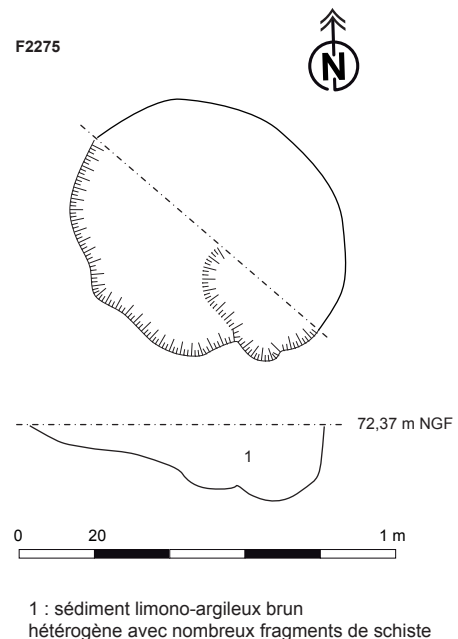 F2275
N
72,37 m NGF
1
0 20 1 m
1 : sédiment limono-argileux brun
hétérogène avec nombreux fragments de schiste